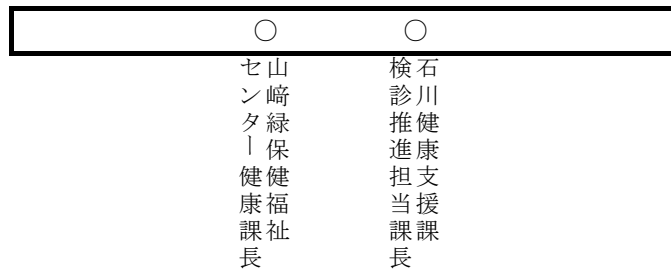 ○
石川健康支援課
検診推進担当課長
○
山﨑緑保健福祉
センター健康課長